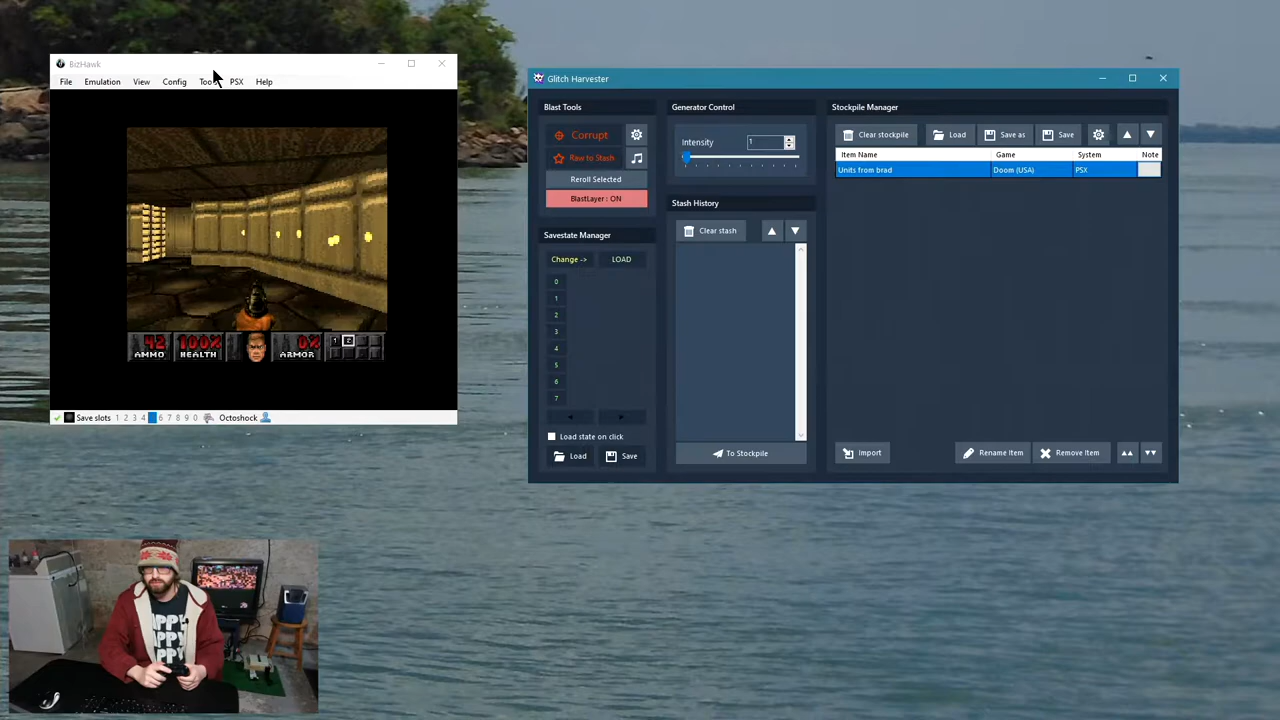 BizHawk
File Emulation View Config Too PSX Help
42 100% 0%
AMMO HEALTH ARMOR
Save slots 1 2 3 4 6 7 8 9 0 Octoshock
Glitch Harvester
Blast Tools
Corrupt
Raw to Stash
Reroll Selected
BlastLayer : ON
Savestate Manager
Change -> LOAD
0
1
2
3
4
5
6
7
Load state on click
Load Save
Generator Control
Intensity 1
Stash History
Clear stash
To Stockpile
Stockpile Manager
Clear stockpile Load Save as Save
Item Name Game System Note
Units from brad Doom (USA) PSX
Import Rename Item Remove Item